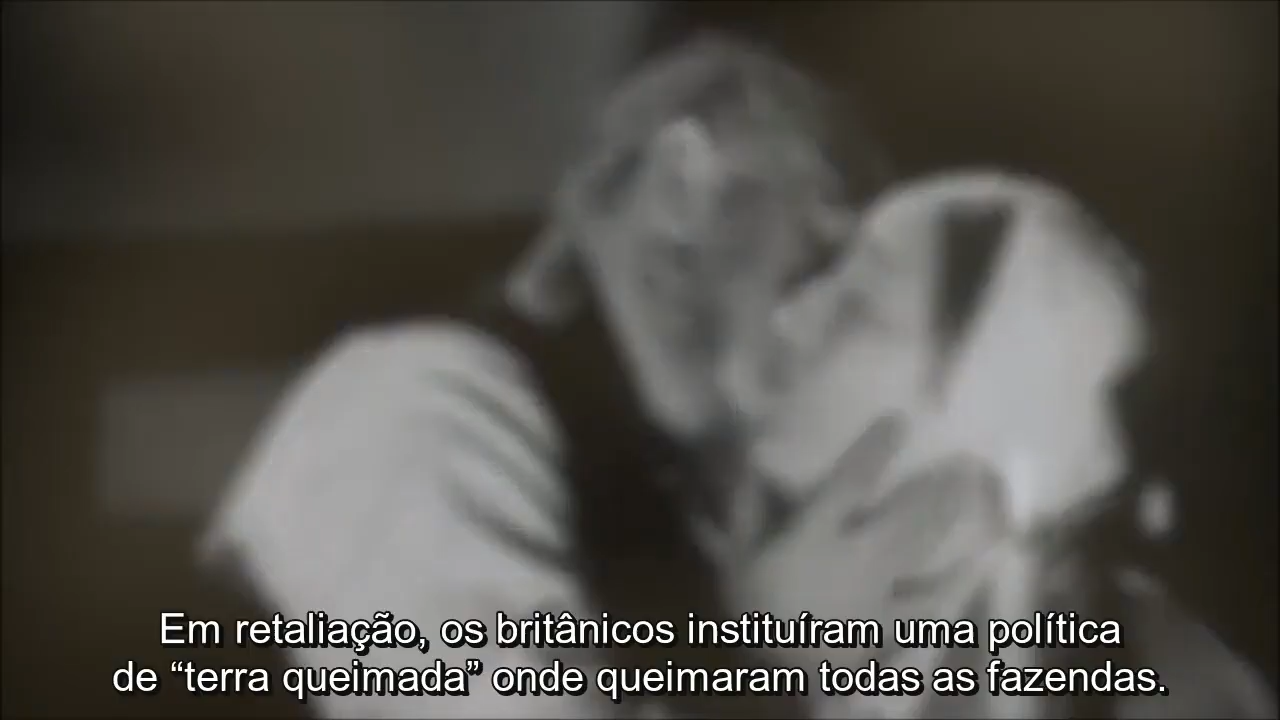 Em retaliação, os britânicos instituíram uma política
de “terra queimada” onde queimaram todas as fazendas.